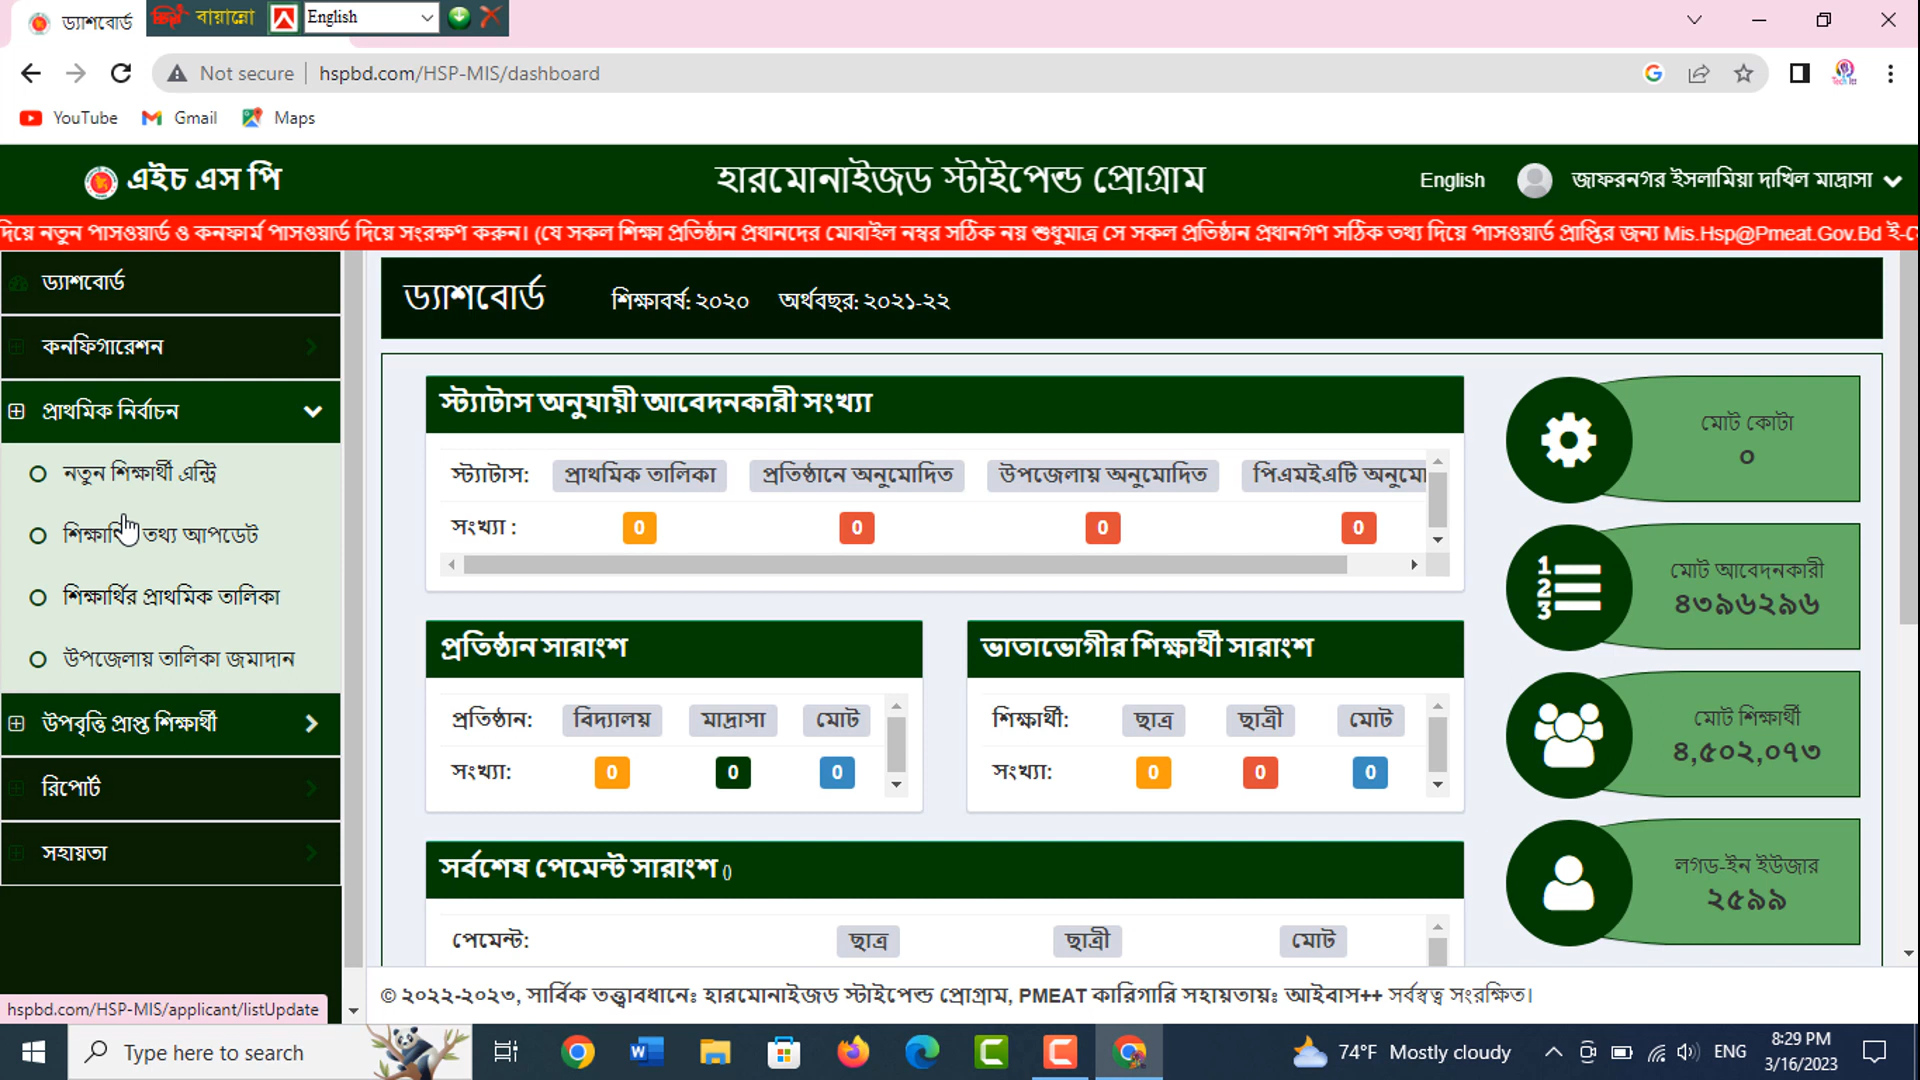 ড্যাশবোর্ড
বায়ান্নো
English
Not secure
hspbd.com/HSP-MIS/dashboard
YouTube
Gmail
Maps
এইচ এস পি
হারমোনাইজড স্টাইপেন্ড প্রোগ্রাম
English
জাফরনগর ইসলামিয়া দাখিল মাদ্রাসা
দিয়ে নতুন পাসওয়ার্ড ও কনফার্ম পাসওয়ার্ড দিয়ে সংরক্ষণ করুন। (যে সকল শিক্ষা প্রতিষ্ঠান প্রধানদের মোবাইল নম্বর সঠিক নয় শুধুমাত্র সে সকল প্রতিষ্ঠান প্রধানগণ সঠিক তথ্য দিয়ে পাসওয়ার্ড প্রাপ্তির জন্য Mis.Hsp@Pmeat.Gov.Bd
ড্যাশবোর্ড
কনফিগারেশন
প্রাথমিক নির্বাচন
নতুন শিক্ষার্থী এন্ট্রি
তথ্য আপডেট
শিক্ষার্থির প্রাথমিক তালিকা
উপজেলায় তালিকা জমাদান
উপবৃত্তি প্রাপ্ত শিক্ষার্থী
রিপোর্ট
সহায়তা
hspbd.com/HSP-MIS/applicant/listUpdate
ড্যাশবোর্ড
শিক্ষাবর্ষ: ২০২০
অর্থবছর: ২০২১-২২
স্ট্যাটাস অনুযায়ী আবেদনকারী সংখ্যা
স্ট্যাটাস: প্রাথমিক তালিকা প্রতিষ্ঠানে অনুমোদিত উপজেলায় অনুমোদিত পিএমইএটি
সংখ্যা : 0 0 0 0
প্রতিষ্ঠান সারাংশ
প্রতিষ্ঠান: বিদ্যালয় মাদ্রাসা মোট
সংখ্যা: 0 0 0
ভাতাভোগীর শিক্ষার্থী সারাংশ
শিক্ষার্থী: ছাত্র ছাত্রী মোট
সংখ্যা: 0 0 0
সর্বশেষ পেমেন্ট সারাংশ ()
পেমেন্ট: ছাত্র ছাত্রী মোট
মোট কোটা
০
মোট আবেদনকারী
৪৩৯৬২৯৬
মোট শিক্ষার্থী
৪,৫০২,০৭৩
লগড-ইন ইউজার
২৫৯৯
© ২০২২-২০২৩, সার্বিক তত্ত্বাবধানেঃ হারমোনাইজড স্টাইপেন্ড প্রোগ্রাম, PMEAT কারিগারি সহায়তায়ঃ আইবাস++ সর্বস্বত্ব সংরক্ষিত।
Type here to search
74°F Mostly cloudy
ENG
8:29 PM
3/16/2023